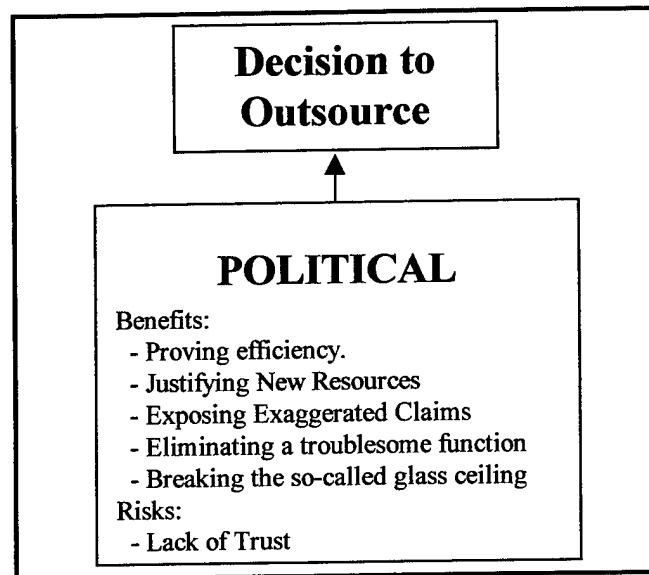 Decision to
Outsource
POLITICAL
Benefits:
- Proving efficiency.
- Justifying New Resources
- Exposing Exaggerated Claims
- Eliminating a troublesome function
- Breaking the so-called glass ceiling
Risks:
- Lack of Trust